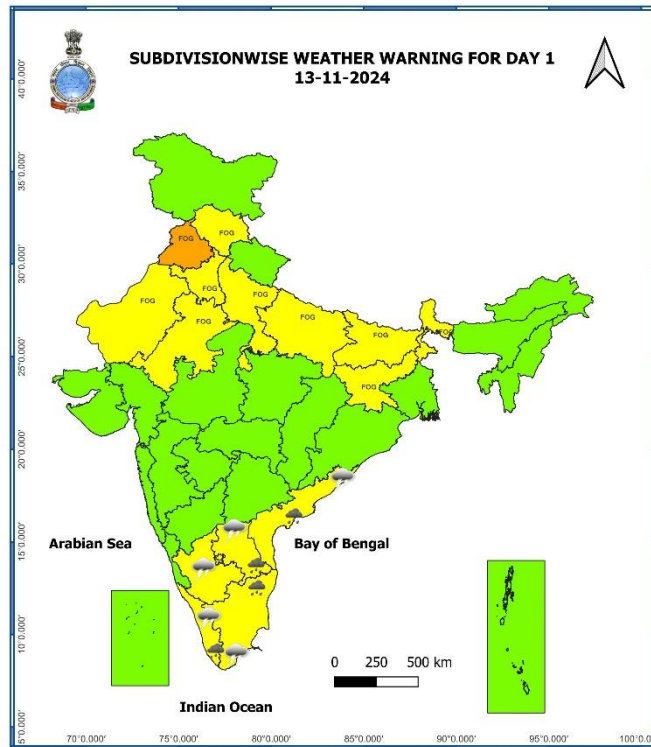 SUBDIVISIONWISE WEATHER WARNING FOR DAY 1
13-11-2024
40°0.000'
35°0.000'
FOG
FOG
30°0.000'
FOG
FOG
FOG
FOG
FOG
FOG
FOG
FOG
25°0.000'
20°0.000'
Arabian Sea
Bay of Bengal
15°0.000'
10°0.000'
0 250 500 km
Indian Ocean
5°0.000'
70°0.000' 75°0.000' 80°0.000' 85°0.000' 90°0.000' 95°0.000'